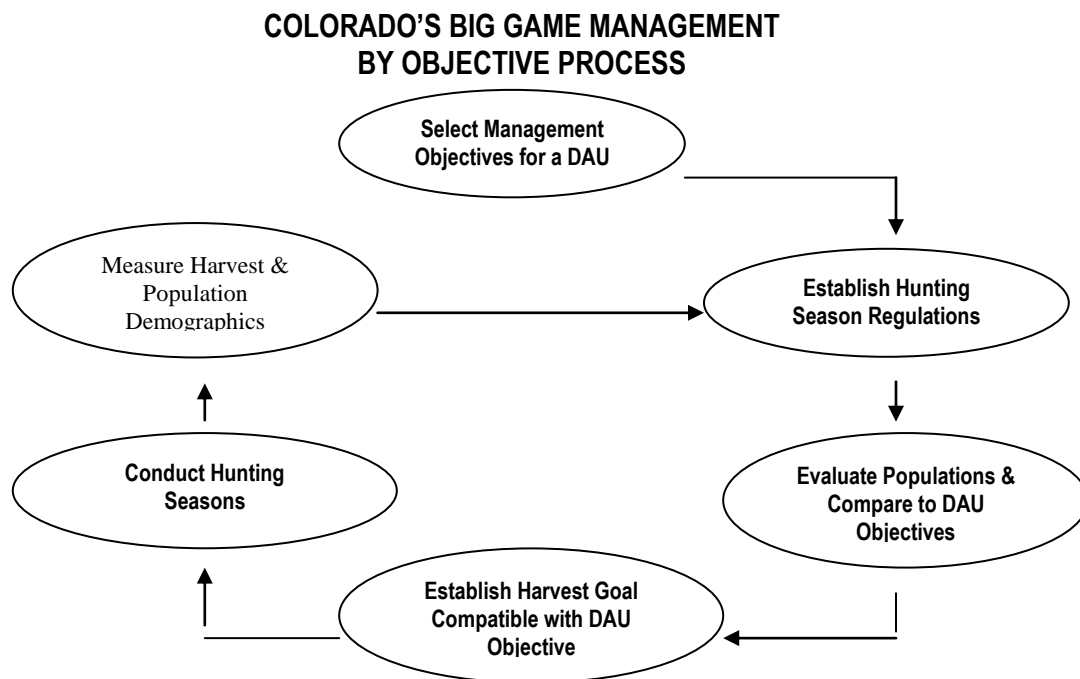 COLORADO'S BIG GAME MANAGEMENT
BY OBJECTIVE PROCESS
Select Management
Objectives for a DAU
Establish Hunting
Season Regulations
Evaluate Populations &
Compare to DAU
Objectives
Establish Harvest Goal
Compatible with DAU
Objective
Conduct Hunting
Seasons
Measure Harvest &
Population
Demographics